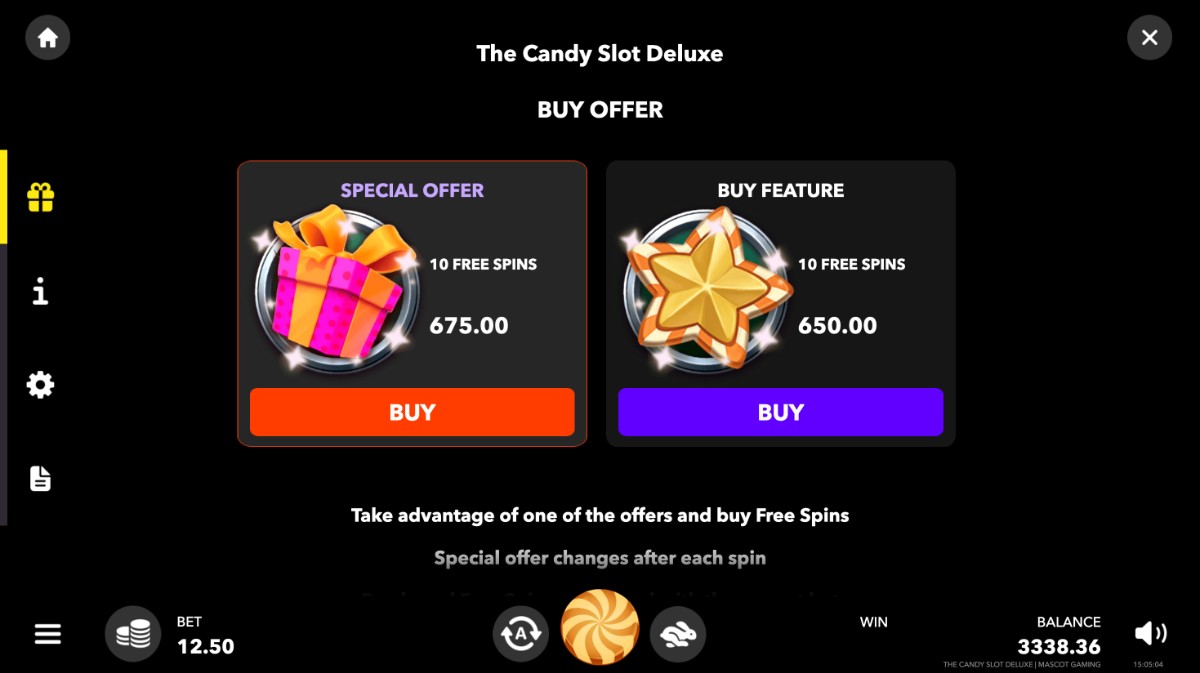 The Candy Slot Deluxe
BUY OFFER
SPECIAL OFFER
10 FREE SPINS
675.00
BUY
BUY FEATURE
10 FREE SPINS
650.00
BUY
Take advantage of one of the offers and buy Free Spins
Special offer changes after each spin
BET
12.50
A
WIN
BALANCE
3338.36
THE CANDY SLOT DELUXE | MASCOT GAMING
15:05:04